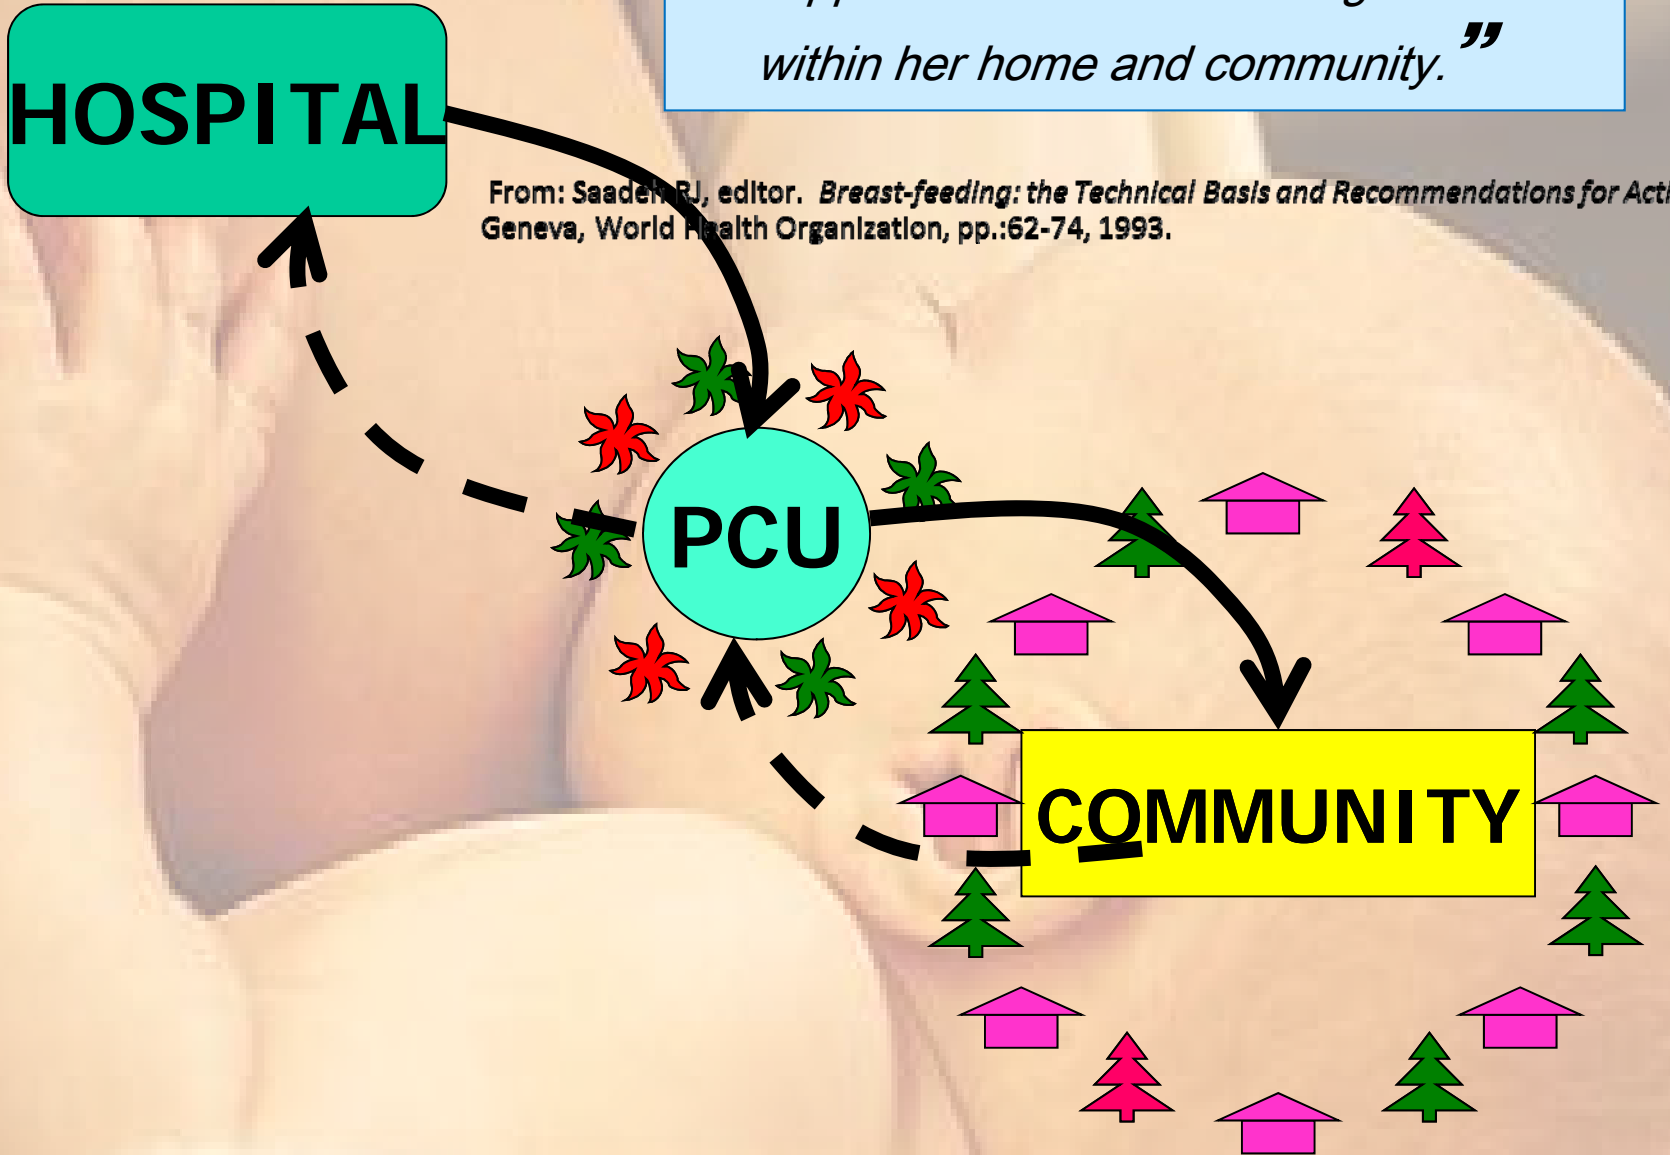 within her home and community.”
HOSPITAL
From: Saadeh RJ, editor. Breast-feeding: the Technical Basis and Recommendations for
Geneva, World Health Organization, pp.:62-74, 1993.
PCU
COMMUNITY